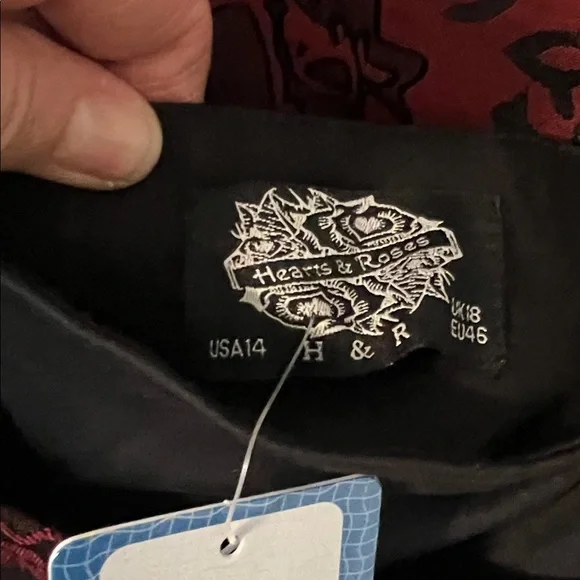 Hearts & Roses
USA14
H & R
UK18
EU46